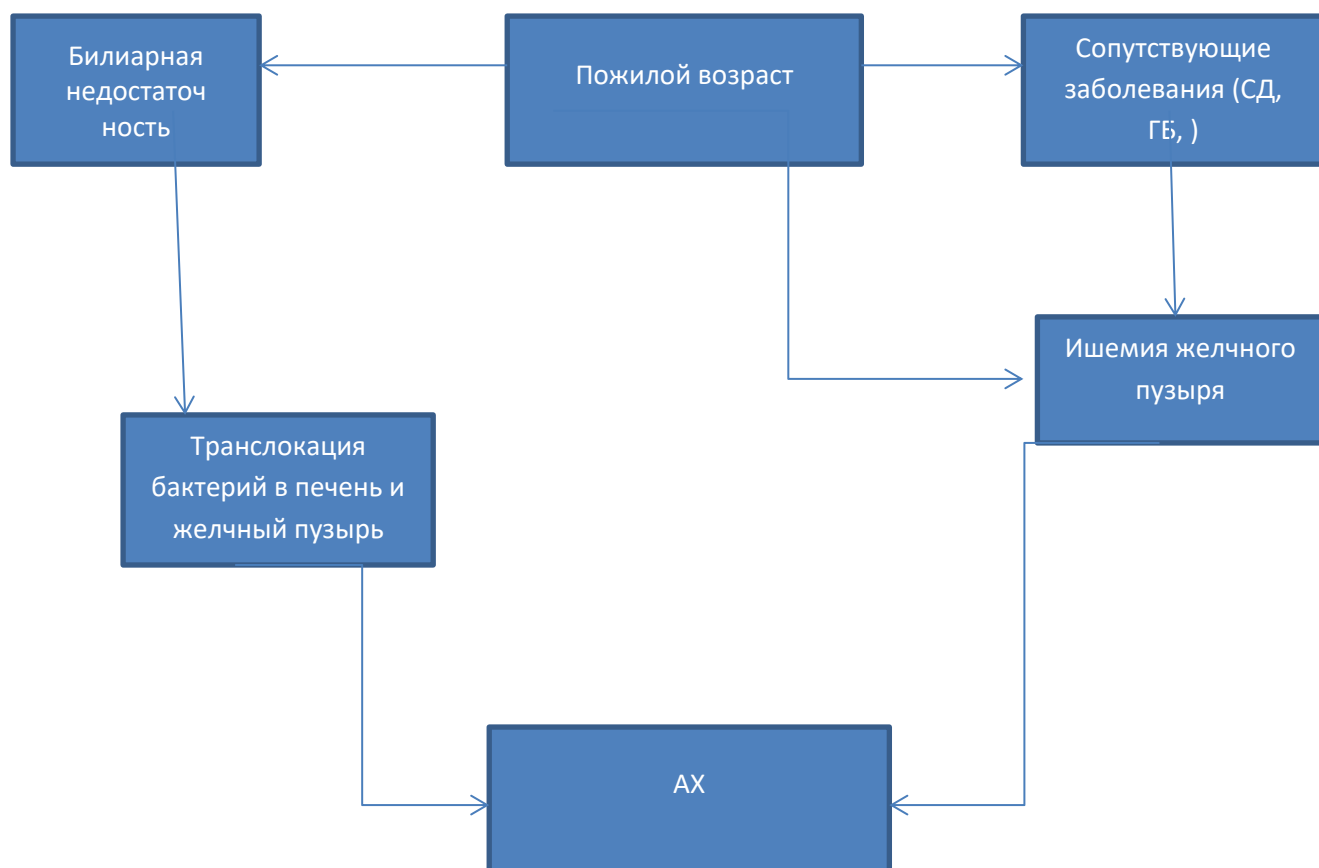 Билиарная
недостаточ
ность
Пожилой возраст
Сопутствующие
заболевания (СД,
ГБ, )
Ишемия желчного
пузыря
Транслокация
бактерий в печень и
желчный пузырь
АХ